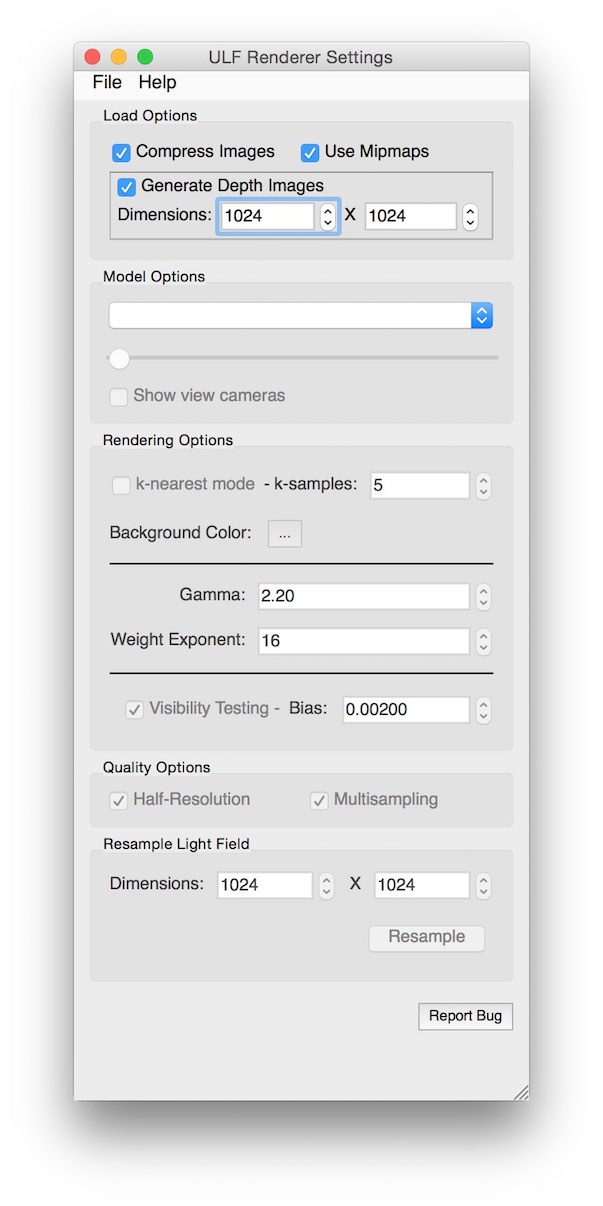 ULF Renderer Settings
File Help
Load Options
Compress Images Use Mipmaps
Generate Depth Images
Dimensions: 1024 X 1024
Model Options
Show view cameras
Rendering Options
k-nearest mode - k-samples: 5
Background Color: ...
Gamma: 2.20
Weight Exponent: 16
Visibility Testing - Bias: 0.00200
Quality Options
Half-Resolution Multisampling
Resample Light Field
Dimensions: 1024 X 1024
Resample
Report Bug